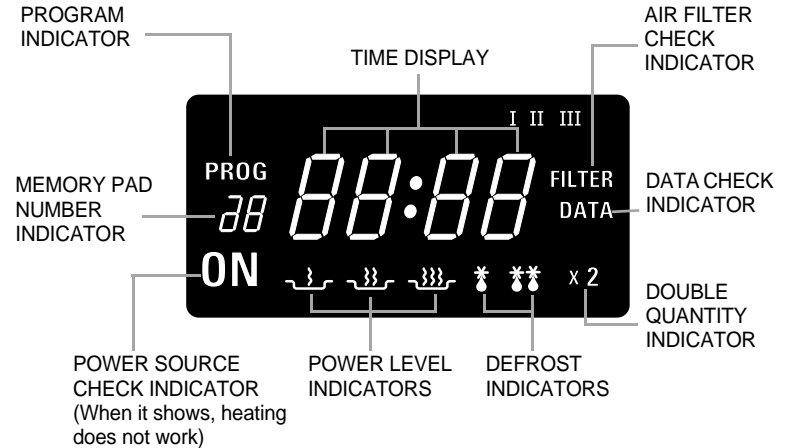 PROGRAM
INDICATOR
TIME DISPLAY
AIR FILTER
CHECK
INDICATOR
I II III
PROG
88:88
FILTER
MEMORY PAD
NUMBER
INDICATOR
38
DATA
DATA CHECK
INDICATOR
ON
x 2
DOUBLE
QUANTITY
INDICATOR
POWER SOURCE
CHECK INDICATOR
(When it shows, heating
does not work)
POWER LEVEL
INDICATORS
DEFROST
INDICATORS